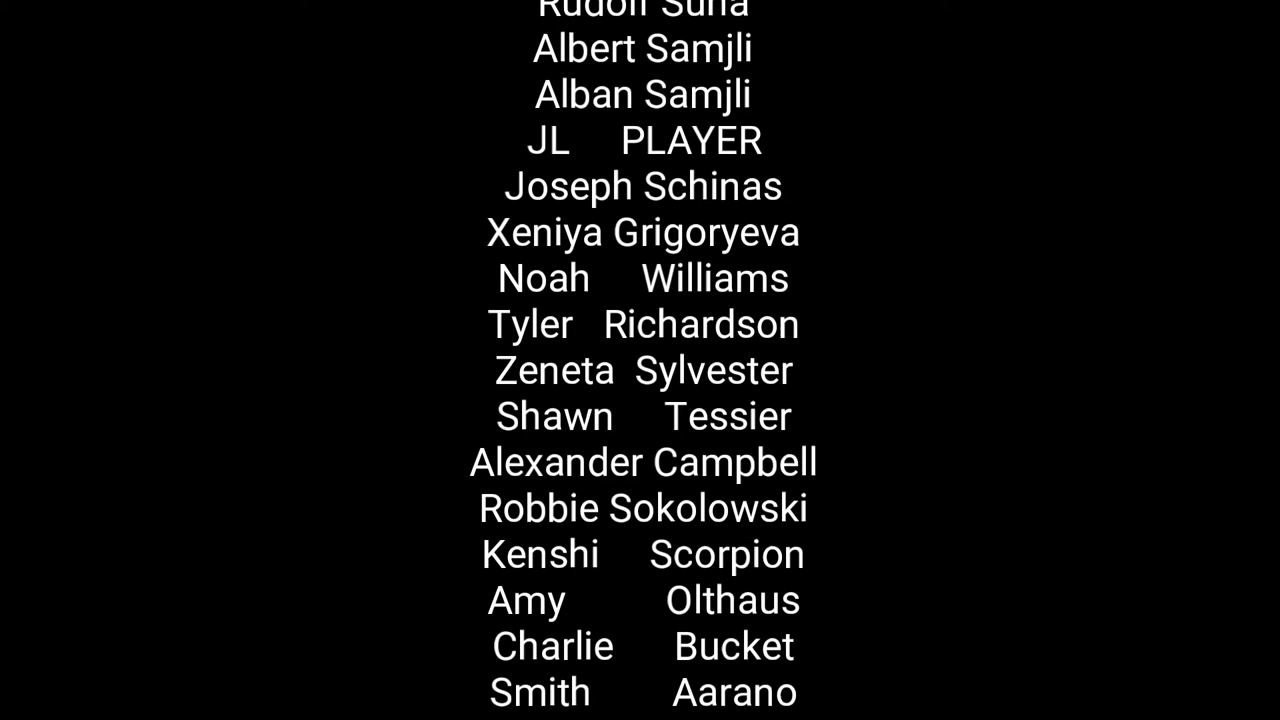 Albert Samjli
Alban Samjli
JL PLAYER
Joseph Schinas
Xeniya Grigoryeva
Noah Williams
Tyler Richardson
Zeneta Sylvester
Shawn Tessier
Alexander Campbell
Robbie Sokolowski
Kenshi Scorpion
Amy Olthaus
Charlie Bucket
Smith Aarano